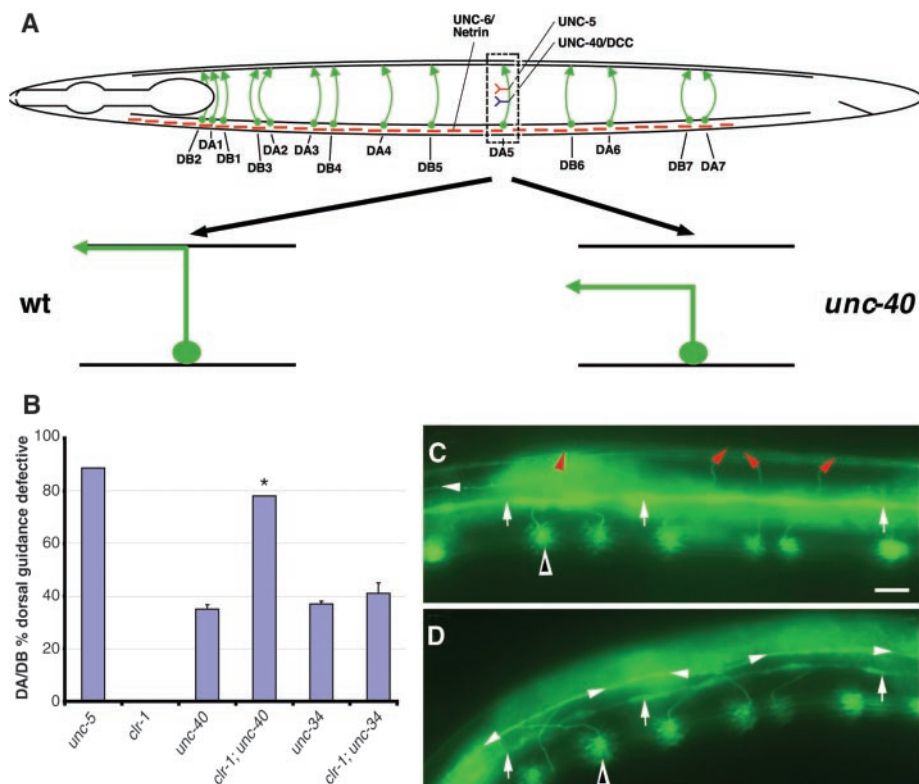 A
UNC-6/
Netrin
UNC-5
UNC-40/DCC
DB2
DA1
DB1
DB3
DA2
DA3
DB4
DA4
DB5
DA5
DB6
DA6
DB7
DA7
wt
unc-40
B
DA/DB % dorsal guidance defective
100
80
60
40
20
0
*
unc-5
clr-1
unc-40
clr-1; unc-40
unc-34
clr-1; unc-34
C
D